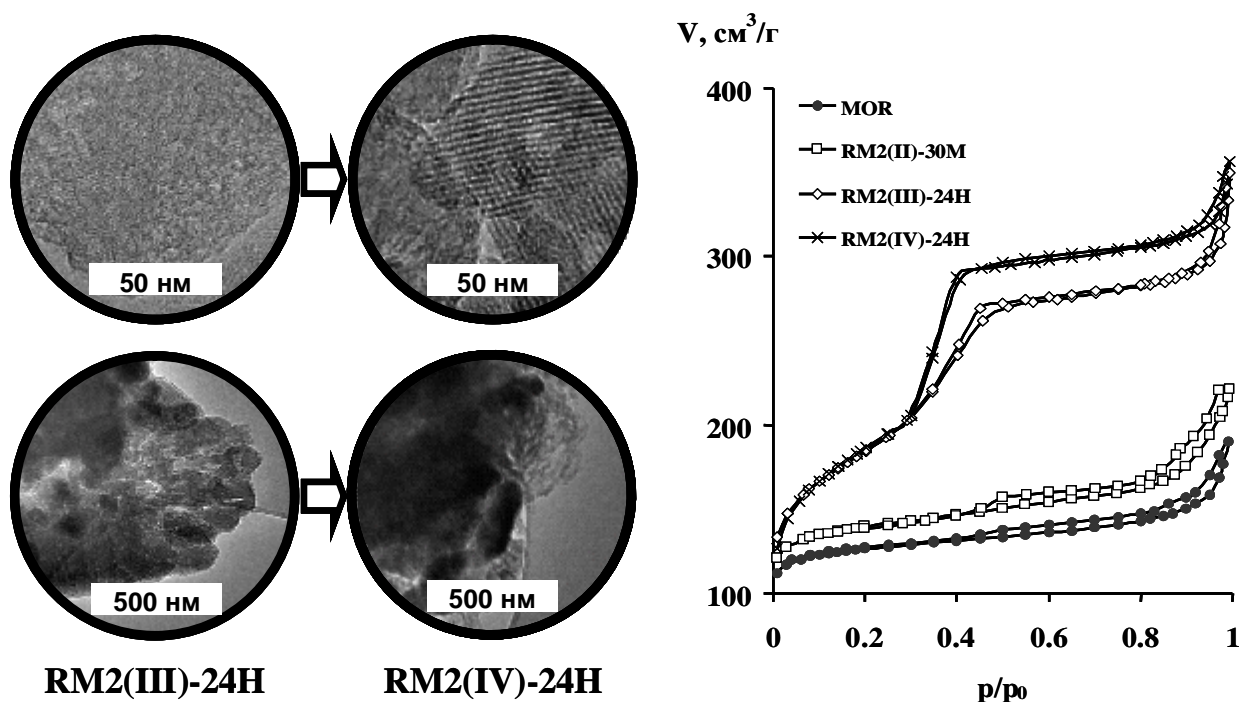 50 нм
50 нм
500 нм
500 нм
RM2(III)-24H
RM2(IV)-24H
V, см³/г
400
300
200
100
MOR
RM2(II)-30M
RM2(III)-24H
RM2(IV)-24H
0 0.2 0.4 0.6 0.8 1
p/p₀